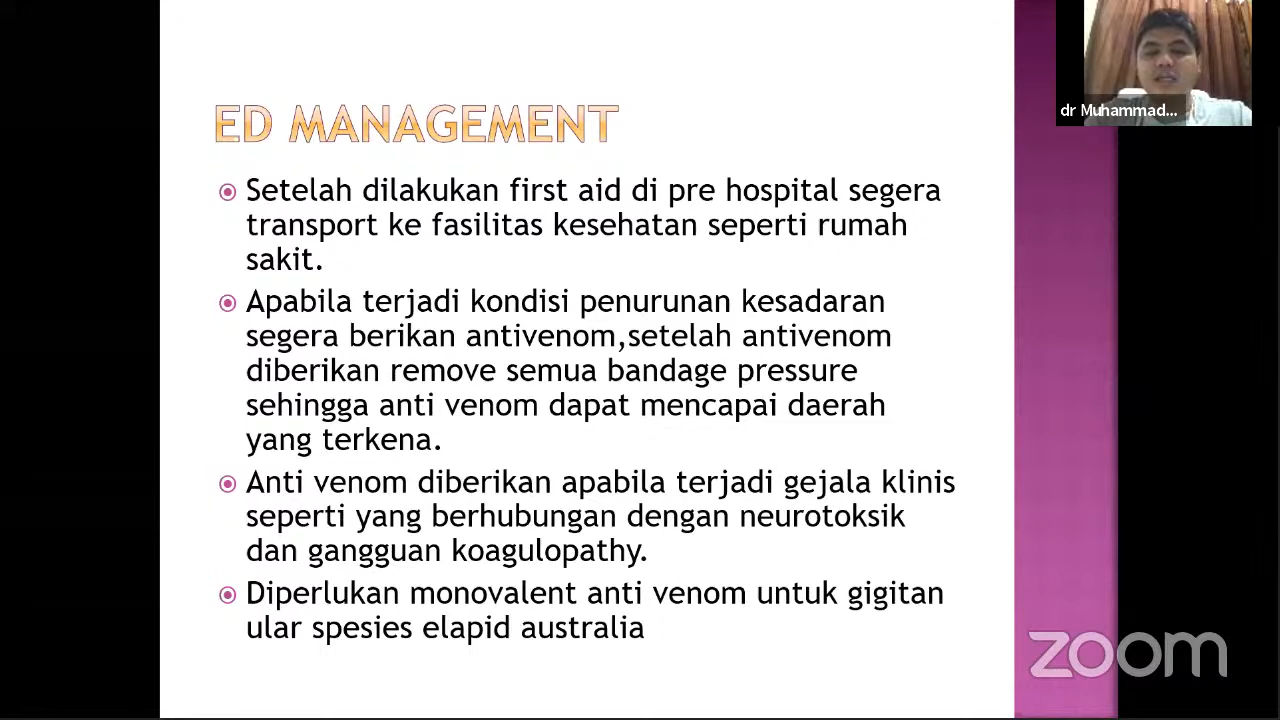 dr Muhammad...
ED MANAGEMENT
Setelah dilakukan first aid di pre hospital segera
transport ke fasilitas kesehatan seperti rumah
sakit.
Apabila terjadi kondisi penurunan kesadaran
segera berikan antivenom,setelah antivenom
diberikan remove semua bandage pressure
sehingga anti venom dapat mencapai daerah
yang terkena.
Anti venom diberikan apabila terjadi gejala klinis
seperti yang berhubungan dengan neurotoksik
dan gangguan koagulopathy.
Diperlukan monovalent anti venom untuk gigitan
ular spesies elapid australia
zoom